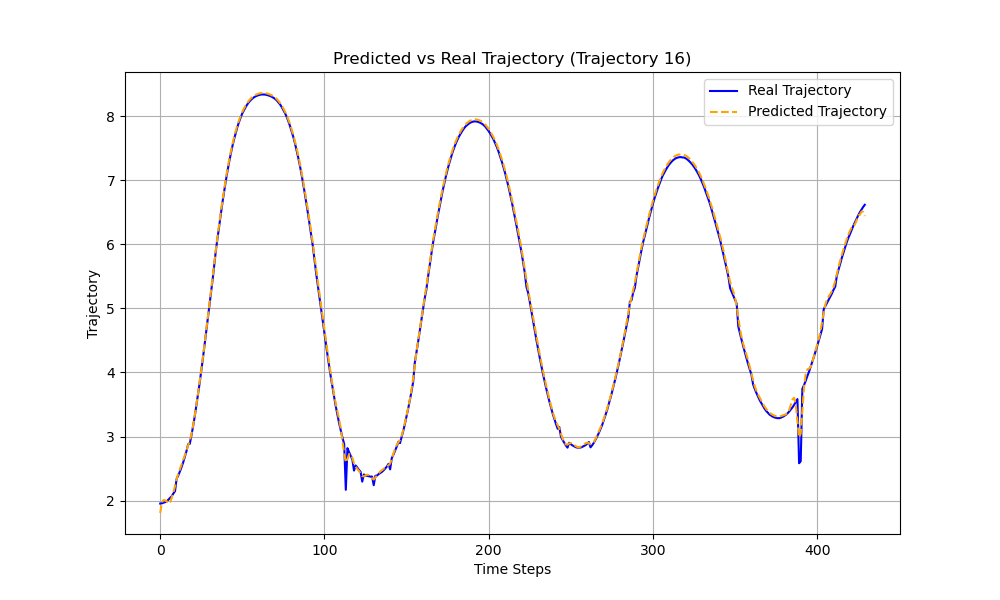 Predicted vs Real Trajectory (Trajectory 16)
Real Trajectory
Predicted Trajectory
Trajectory
8
7
6
5
4
3
2
0 100 200 300 400
Time Steps